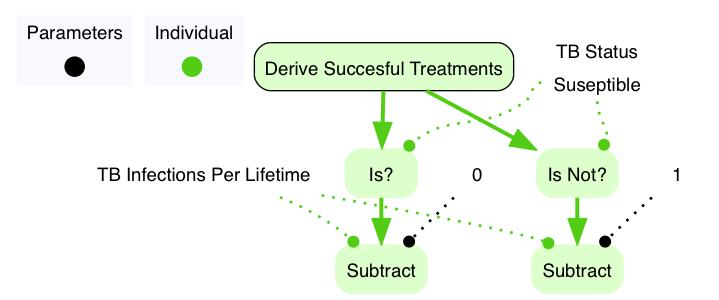 Parameters
Individual
Derive Succesful Treatments
TB Status
Suseptible
TB Infections Per Lifetime
Is?
0
Is Not?
1
Subtract
Subtract